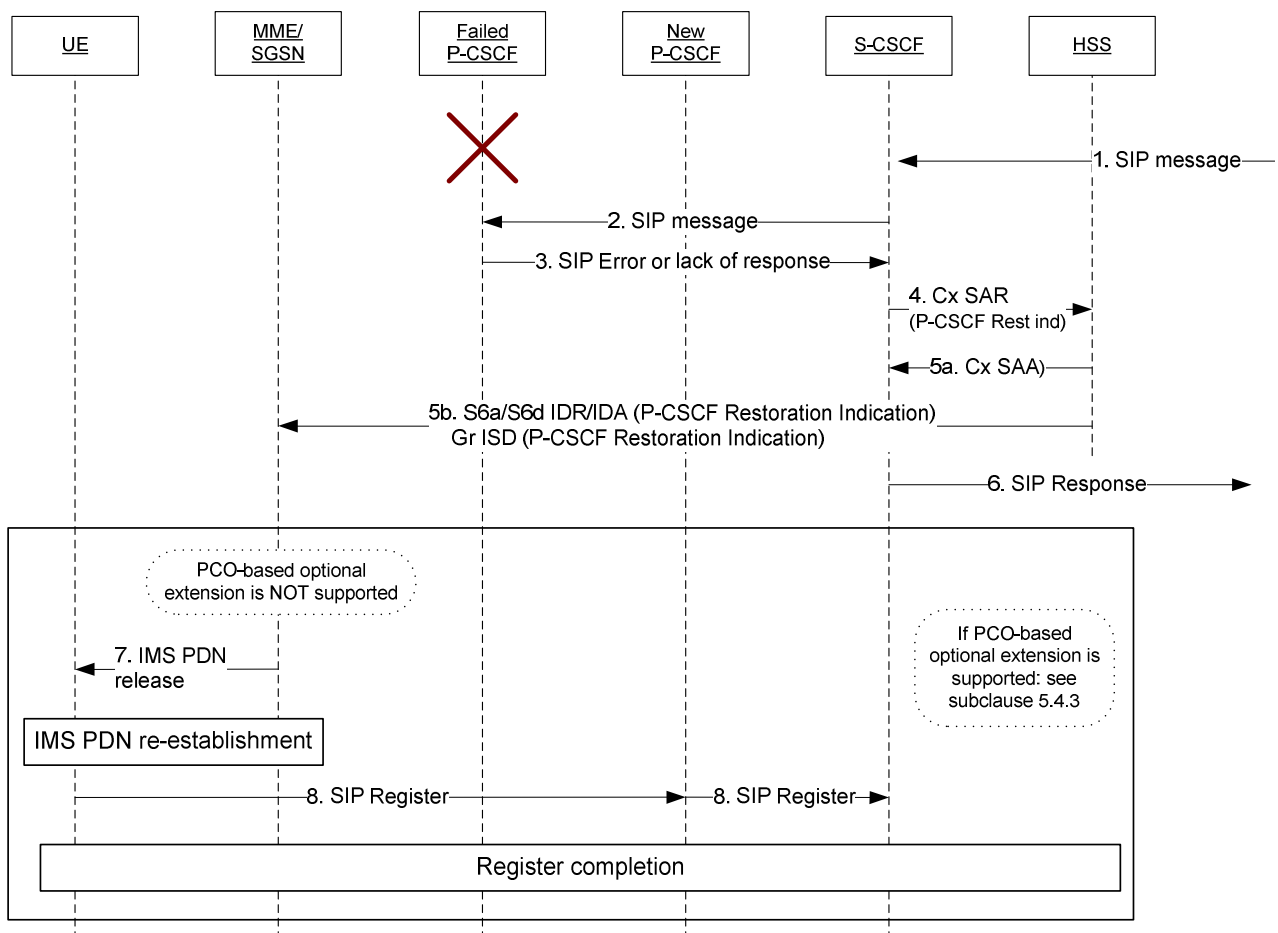 UE
MME/
SGSN
Failed
P-CSCF
New
P-CSCF
S-CSCF
HSS
1. SIP message
2. SIP message
3. SIP Error or lack of response
4. Cx SAR
(P-CSCF Rest ind)
5a. Cx SAA)
5b. S6a/S6d IDR/IDA (P-CSCF Restoration Indication)
Gr ISD (P-CSCF Restoration Indication)
6. SIP Response
PCO-based optional
extension is NOT supported
If PCO-based
optional extension is
supported: see
subclause 5.4.3
7. IMS PDN
release
IMS PDN re-establishment
8. SIP Register
8. SIP Register
Register completion